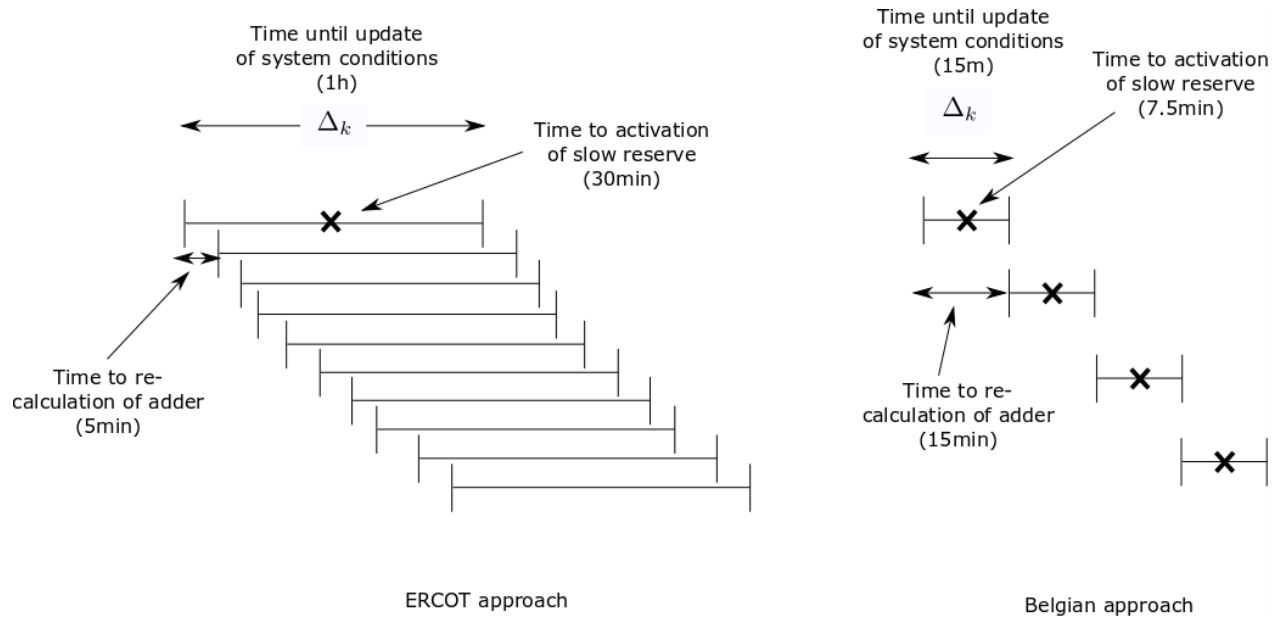 Time until update
of system conditions
(1h)
Δk
Time to activation
of slow reserve
(30min)
Time to re-
calculation of adder
(5min)
ERCOT approach
Time until update
of system conditions
(15m)
Δk
Time to activation
of slow reserve
(7.5min)
Time to re-
calculation of adder
(15min)
Belgian approach